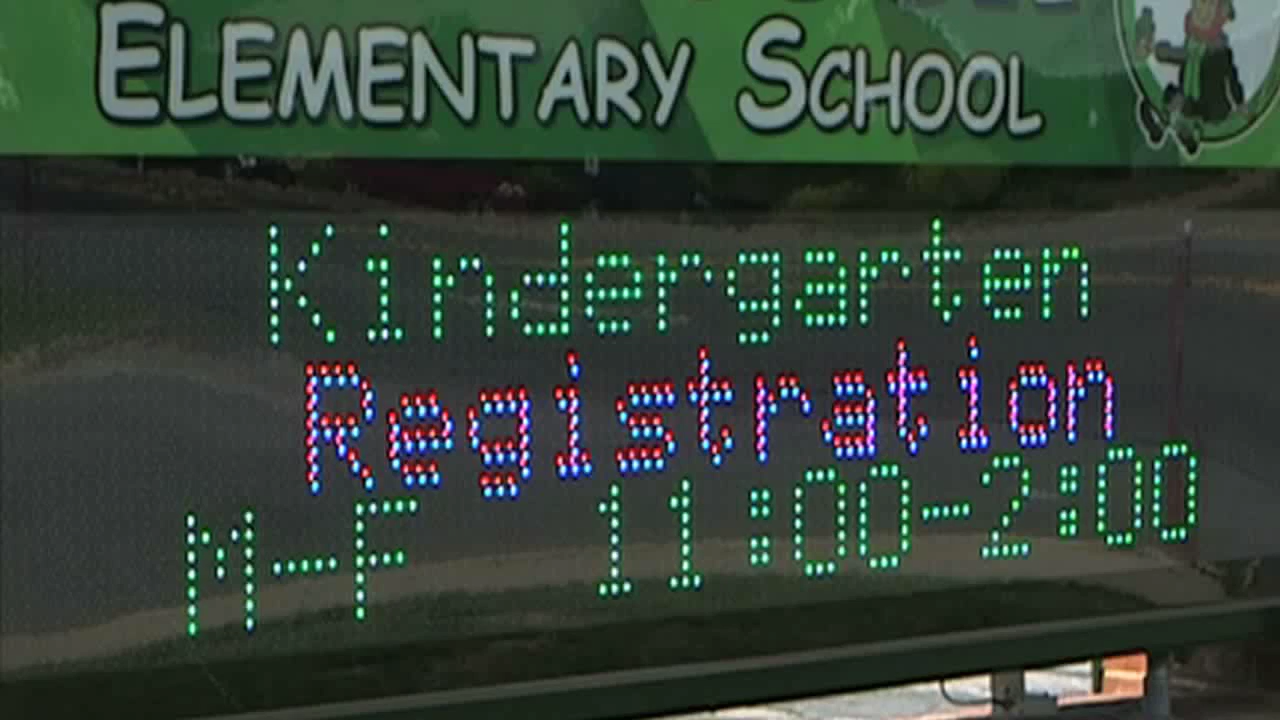 ELEMENTARY SCHOOL
Kindergarten
Registration
M-F 11:00-2:00